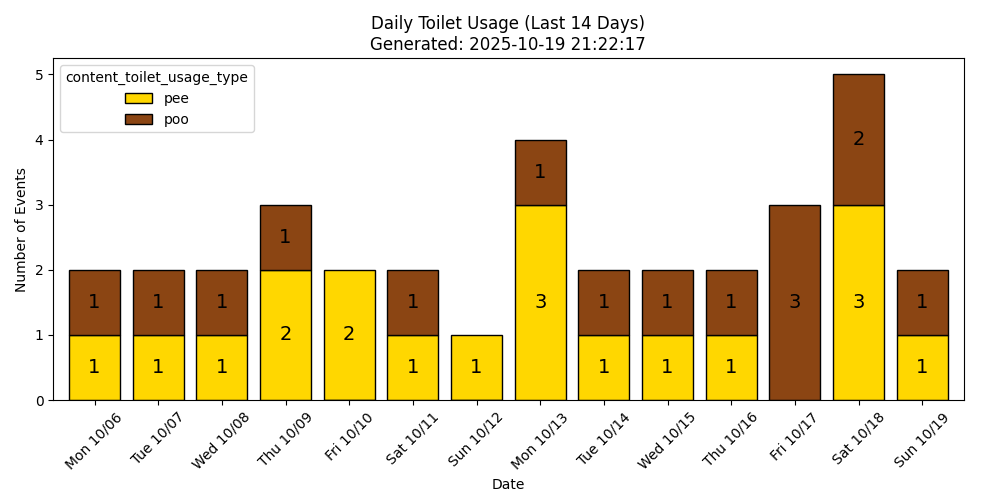 Daily Toilet Usage (Last 14 Days)
Generated: 2025-10-19 21:22:17
content_toilet_usage_type
pee
poo
Number of Events
5
4
3
2
1
0
1 1 1 1 1 1 1 1 1 3 2 1
1 1 1 2 2 1 1 3 1 1 1 3 1
Mon 10/06
Tue 10/07
Wed 10/08
Thu 10/09
Fri 10/10
Sat 10/11
Sun 10/12
Mon 10/13
Tue 10/14
Wed 10/15
Thu 10/16
Fri 10/17
Sat 10/18
Sun 10/19
Date